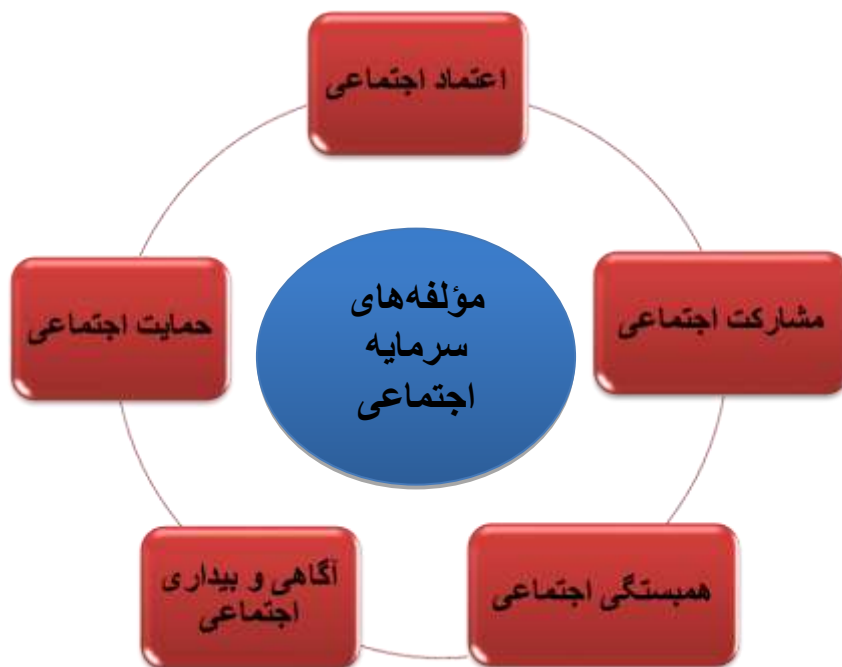 اعتماد اجتماعی
مشارکت اجتماعی
همبستگی اجتماعی
آگاهی و بیداری
اجتماعی
حمایت اجتماعی
مؤلفه‌های
سرمایه
اجتماعی